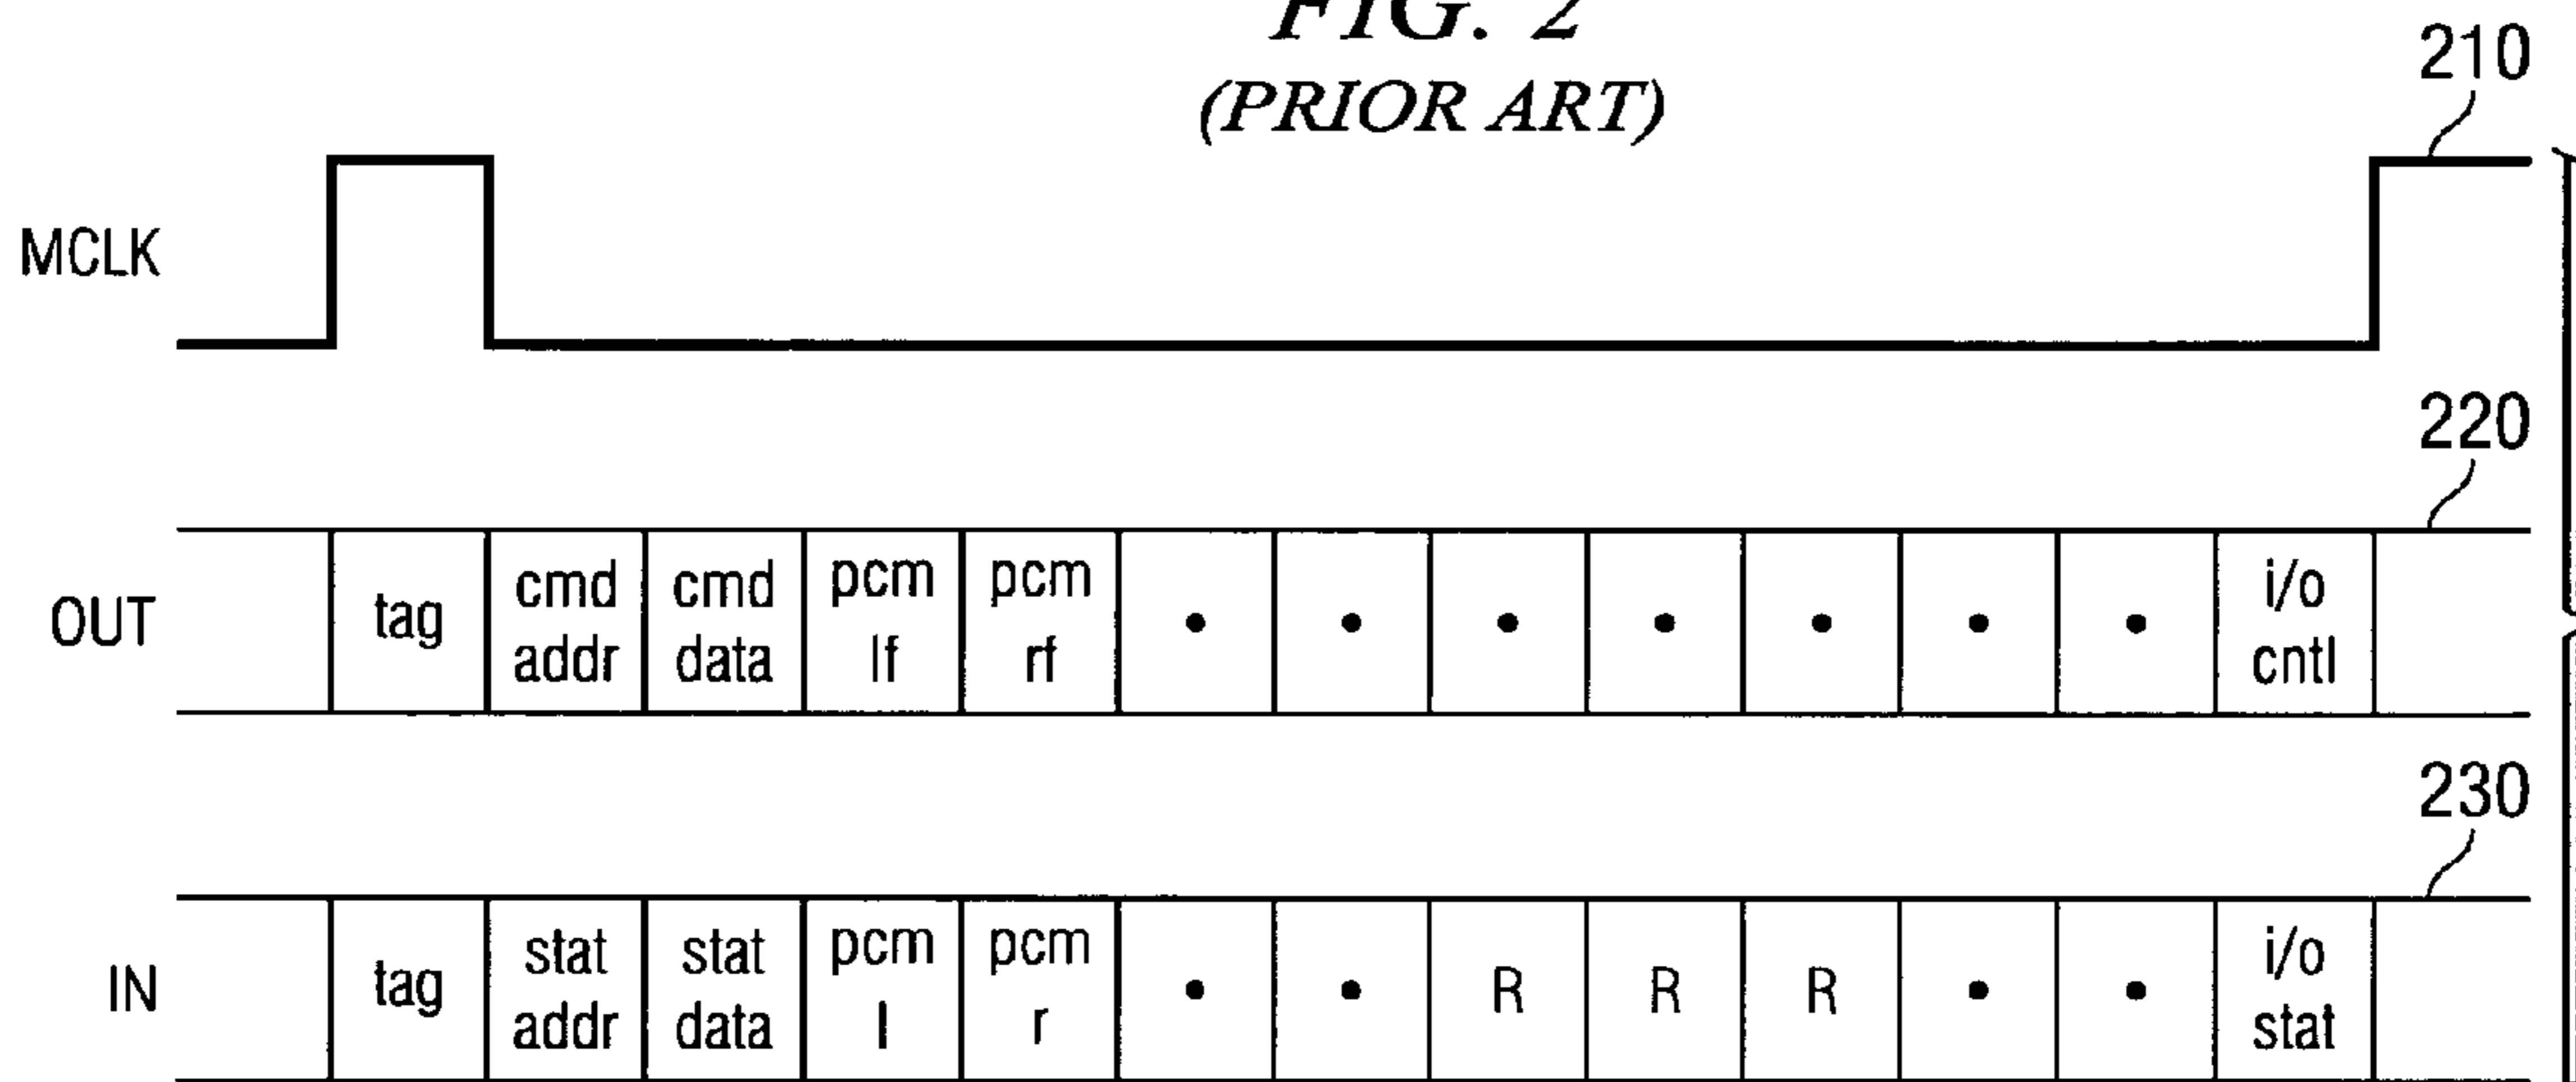 FIG. 2
(PRIOR ART)
210
MCLK
220
OUT
tag
cmd
addr
cmd
data
pcm
lf
pcm
rf
• • • • • • •
i/o
cntl
230
IN
tag
stat
addr
stat
data
pcm
l
pcm
r
• • R R R • •
i/o
stat